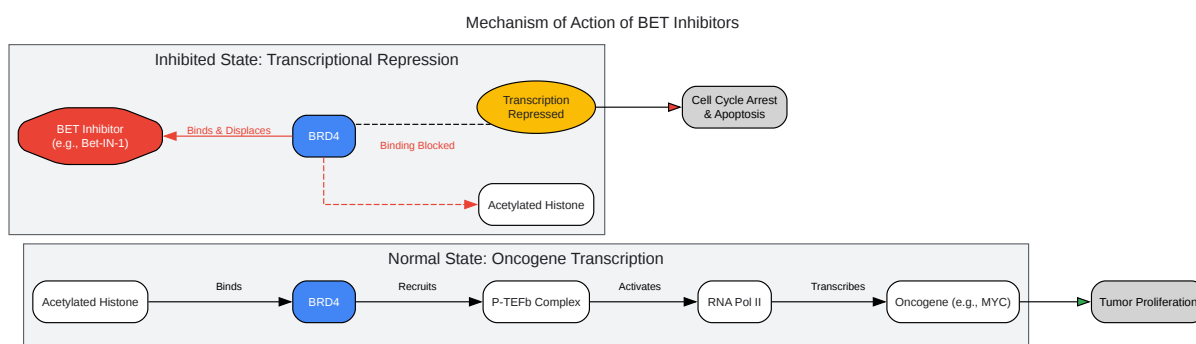 Mechanism of Action of BET Inhibitors
Inhibited State: Transcriptional Repression
BET Inhibitor
(e.g., Bet-IN-1)
Binds & Displaces
BRD4
Binding Blocked
Transcription
Repressed
Cell Cycle Arrest
& Apoptosis
Acetylated Histone
Normal State: Oncogene Transcription
Acetylated Histone
Binds
BRD4
Recruits
P-TEFb Complex
Activates
RNA Pol II
Transcribes
Oncogene (e.g., MYC)
Tumor Proliferation